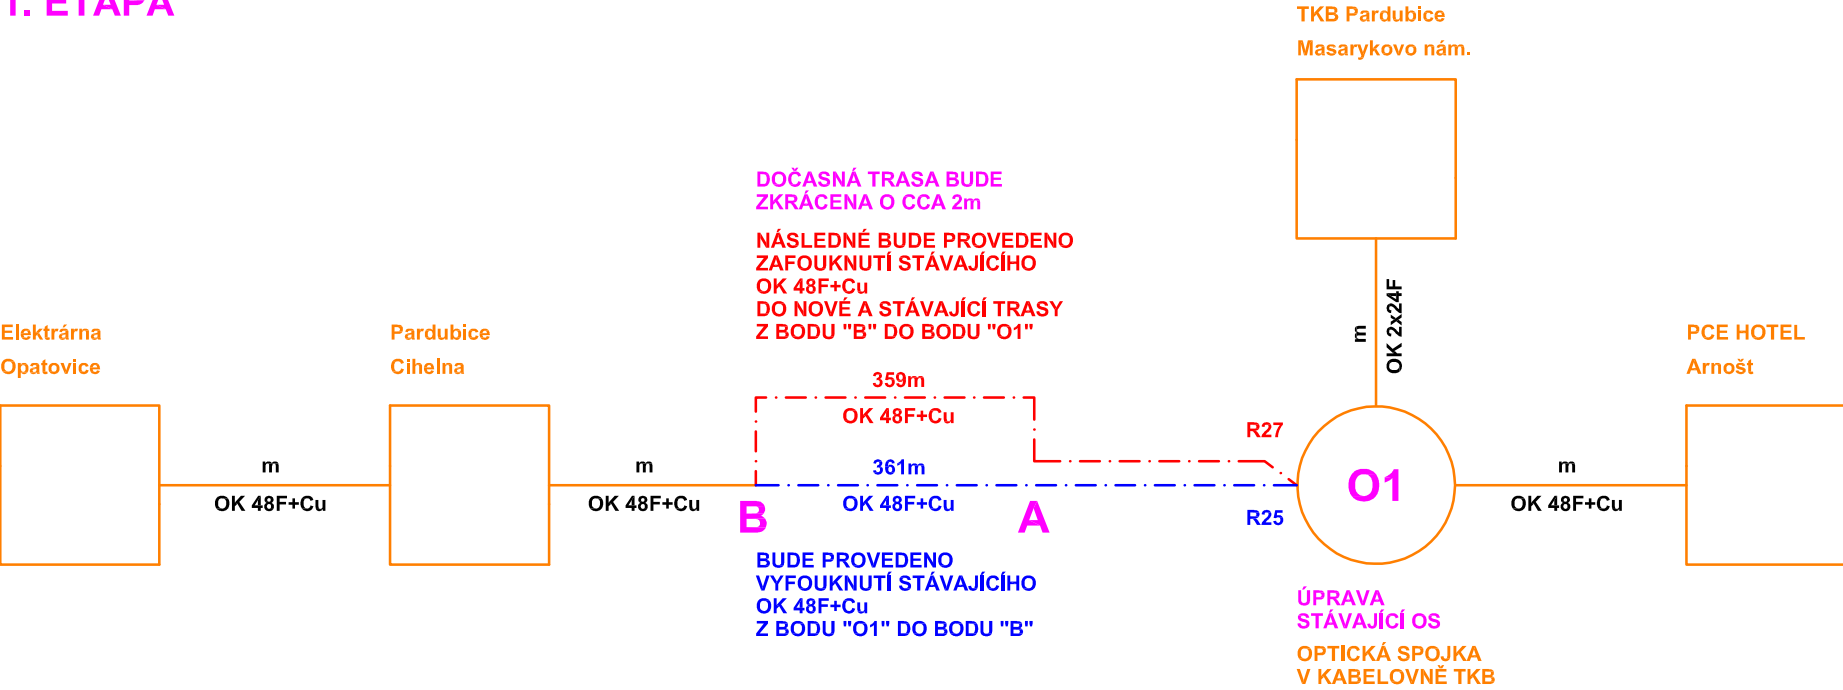 1. ETAPA
TKB Pardubice
Masarykovo nám.
DOČASNÁ TRASA BUDE
ZKRÁCENA O CCA 2m
NÁSLEDNÉ BUDE PROVEDENO
ZAFOUKNUTÍ STÁVAJÍCÍHO
OK 48F+Cu
DO NOVÉ A STÁVAJÍCÍ TRASY
Z BODU "B" DO BODU "O1"
m
OK 2x24F
Elektrárna
Opatovice
Pardubice
Cihelna
PCE HOTEL
Arnošt
359m
OK 48F+Cu
R27
m
OK 48F+Cu
m
OK 48F+Cu
361m
OK 48F+Cu
B
A
R25
O1
m
OK 48F+Cu
BUDE PROVEDENO
VYFOUKNUTÍ STÁVAJÍCÍHO
OK 48F+Cu
Z BODU "O1" DO BODU "B"
ÚPRAVA
STÁVAJÍCÍ OS
OPTICKÁ SPOJKA
V KABELOVNĚ TKB